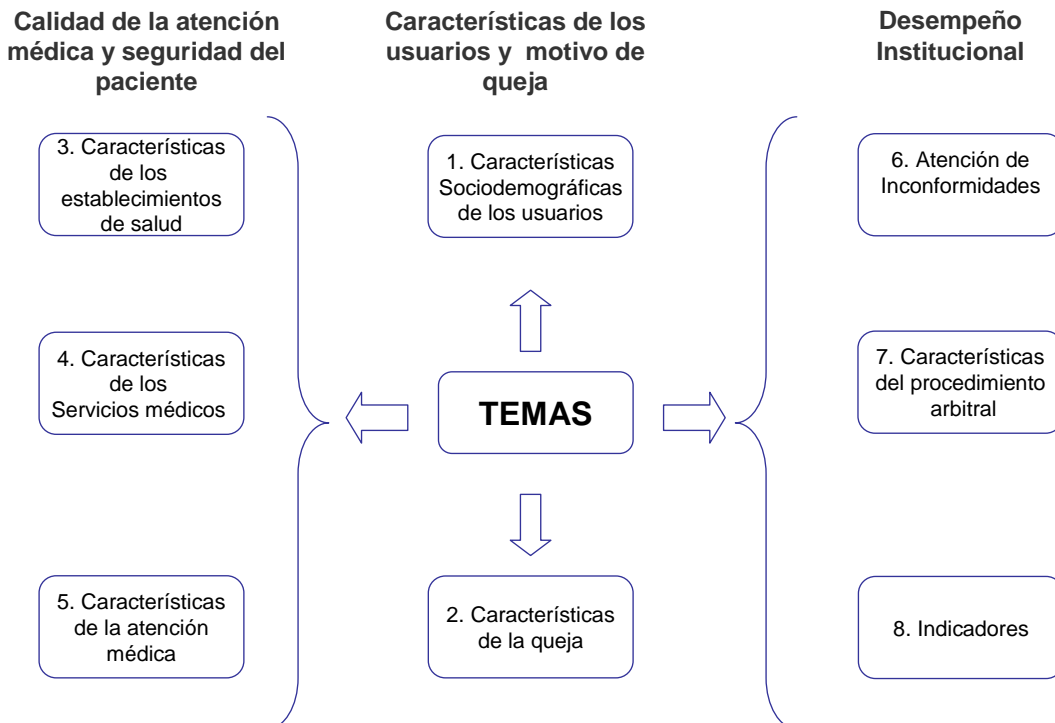 Calidad de la atención
médica y seguridad del
paciente
Características de los
usuarios y motivo de
queja
Desempeño
Institucional
3. Características
de los
establecimientos
de salud
1. Características
Sociodemográficas
de los usuarios
6. Atención de
Inconformidades
4. Características
de los
Servicios médicos
TEMAS
7. Características
del procedimiento
arbitral
5. Características
de la atención
médica
2. Características
de la queja
8. Indicadores